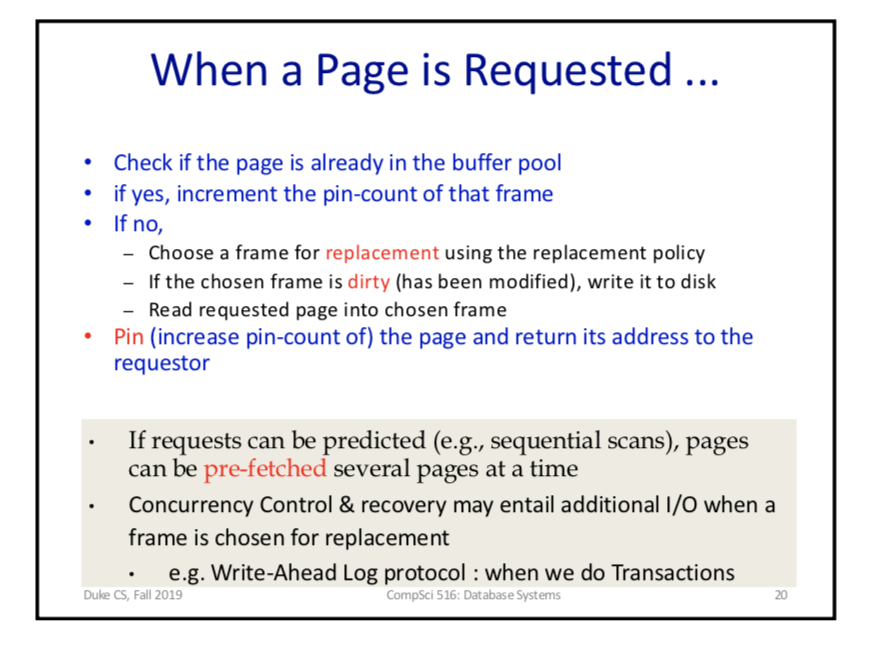 When a Page is Requested ...
• Check if the page is already in the buffer pool
• if yes, increment the pin-count of that frame
• If no,
– Choose a frame for replacement using the replacement policy
– If the chosen frame is dirty (has been modified), write it to disk
– Read requested page into chosen frame
• Pin (increase pin-count of) the page and return its address to the
requestor
• If requests can be predicted (e.g., sequential scans), pages
can be pre-fetched several pages at a time
• Concurrency Control & recovery may entail additional I/O when a
frame is chosen for replacement
• e.g. Write-Ahead Log protocol : when we do Transactions
Duke CS, Fall 2019 CompSci 516: Database Systems 20